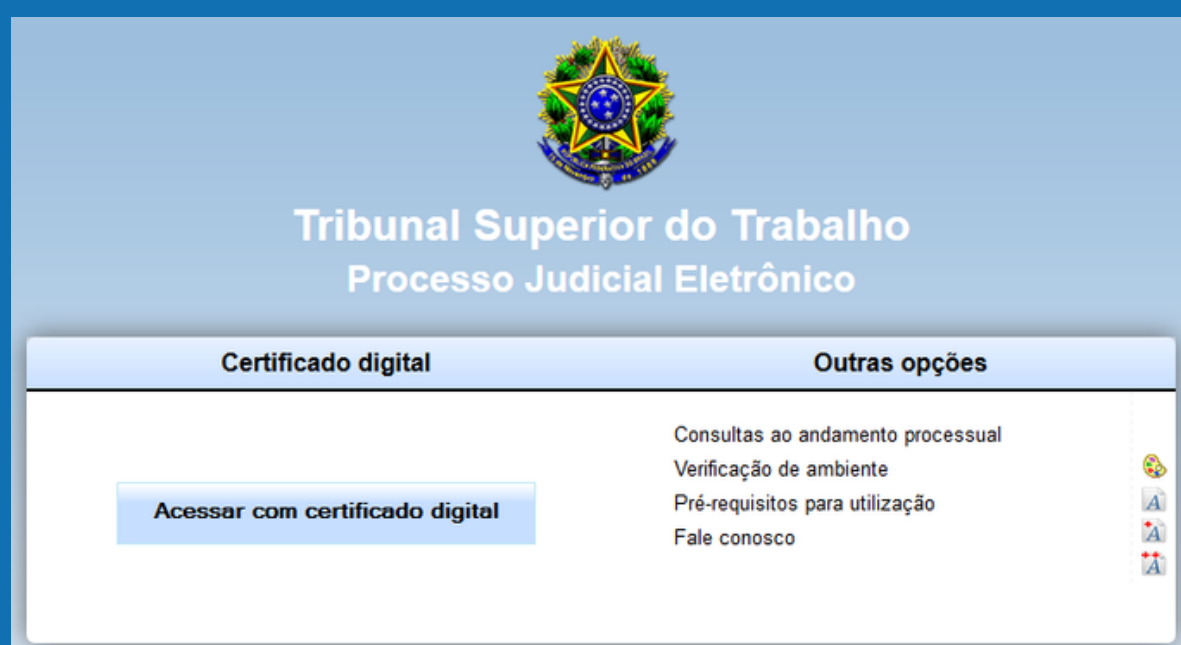 Tribunal Superior do Trabalho
Processo Judicial Eletrônico
Certificado digital
Acessar com certificado digital
Outras opções
Consultas ao andamento processual
Verificação de ambiente
Pré-requisitos para utilização
Fale conosco
A
A
A